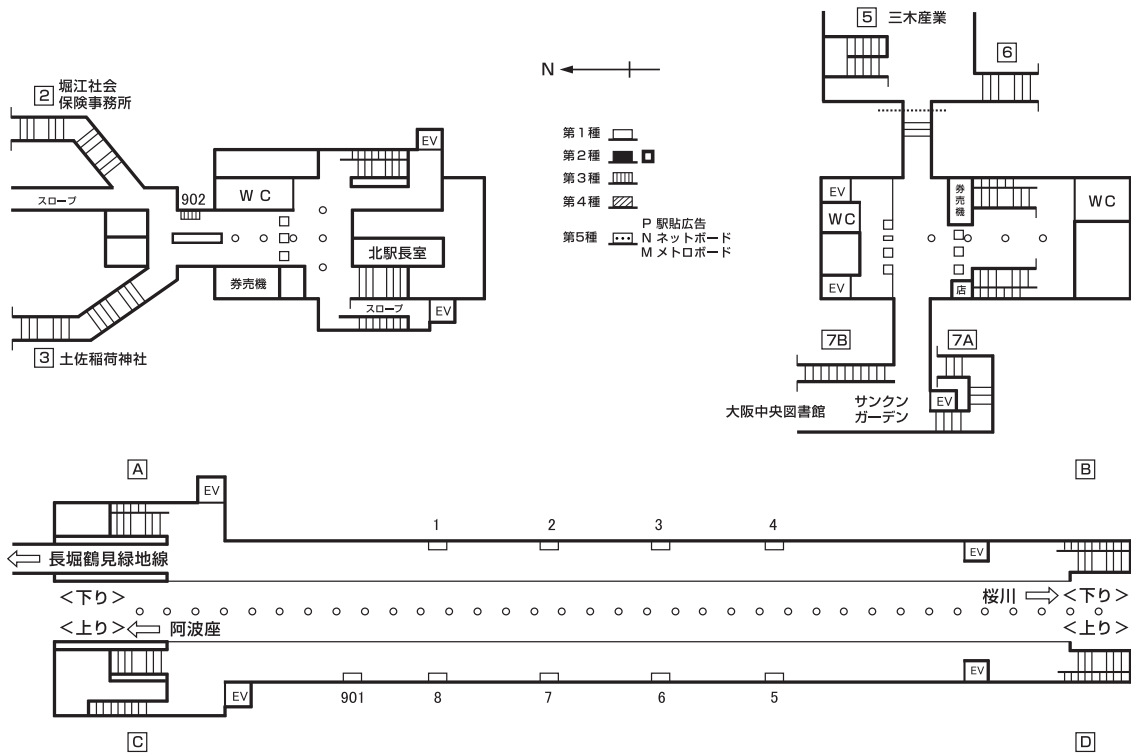 5 三木産業
6
2 堀江社会
保険事務所
N
EV
第1種
第2種
第3種
第4種
第5種
P 駅貼広告
N ネットボード
M メトロボード
スロープ
902
WC
北駅長室
券売機
スロープ
EV
3 土佐稲荷神社
EV
WC
EV
券売機
WC
店
7B
7A
EV
大阪中央図書館
サンクン
ガーデン
A
B
EV
1
2
3
4
長堀鶴見緑地線
EV
<下り>
桜川
<下り>
<上り>
阿波座
<上り>
EV
901
8
7
6
5
EV
C
D